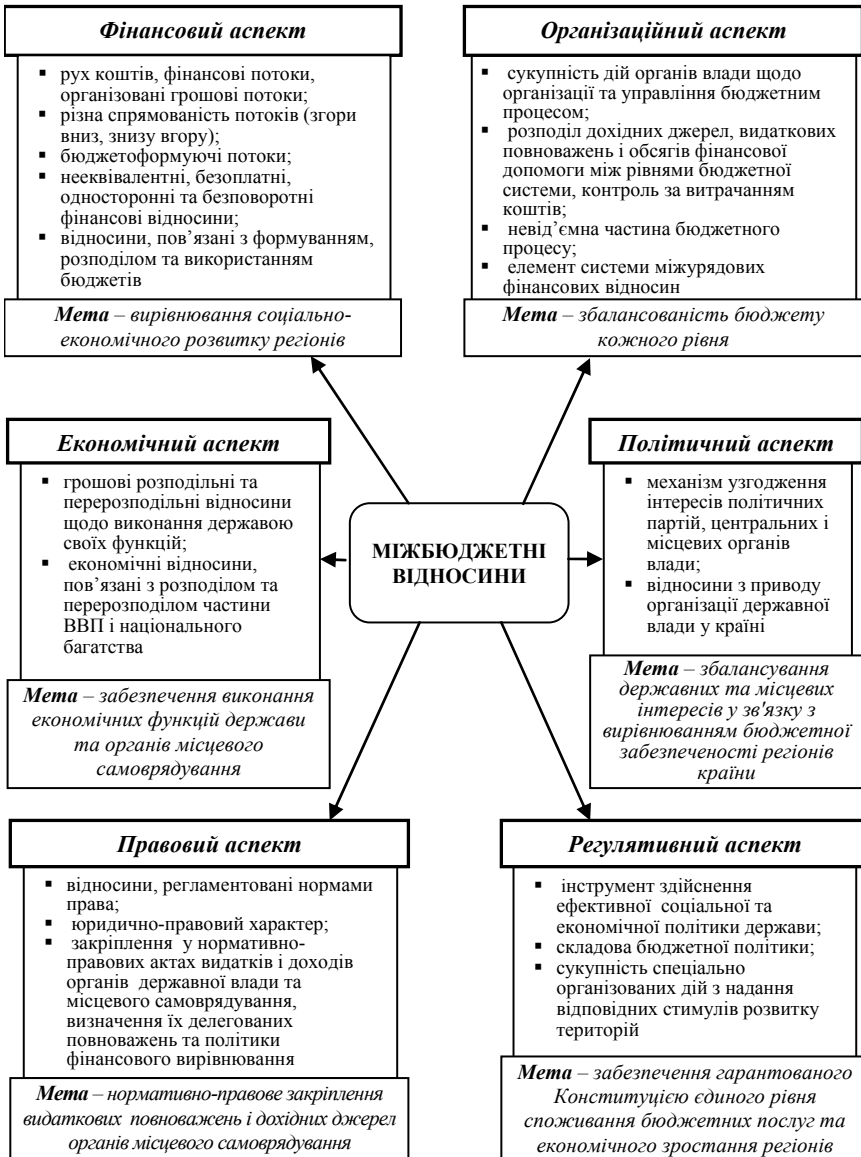 Фінансовий аспект
▪ рух коштів, фінансові потоки,
організовані грошові потоки;
▪ різна спрямованість потоків (згори
вниз, знизу вгору);
▪ бюджетоформуючі потоки;
▪ нееквівалентні, безоплатні,
односторонні та безповоротні
фінансові відносини;
▪ відносини, пов’язані з формуванням,
розподілом та використанням
бюджетів
Мета – вирівнювання соціально-
економічного розвитку регіонів
Організаційний аспект
▪ сукупність дій органів влади щодо
організації та управління бюджетним
процесом;
▪ розподіл дохідних джерел, видаткових
повноважень і обсягів фінансової
допомоги між рівнями бюджетної
системи, контроль за витрачанням
коштів;
▪ невід’ємна частина бюджетного
процесу;
▪ елемент системи міжурядових
фінансових відносин
Мета – збалансованість бюджету
кожного рівня
Економічний аспект
▪ грошові розподільні та
перерозподільні відносини
щодо виконання державою
своїх функцій;
▪ економічні відносини,
пов’язані з розподілом та
перерозподілом частини
ВВП і національного
багатства
Мета – забезпечення виконання
економічних функцій держави
та органів місцевого
самоврядування
МІЖБЮДЖЕТНІ
ВІДНОСИНИ
Політичний аспект
▪ механізм узгодження
інтересів політичних
партій, центральних і
місцевих органів
влади;
▪ відносини з приводу
організації державної
влади у країні
Мета – збалансування
державних та місцевих
інтересів у зв'язку з
вирівнюванням бюджетної
забезпеченості регіонів
країни
Правовий аспект
▪ відносини, регламентовані нормами
права;
▪ юридично-правовий характер;
▪ закріплення у нормативно-
правових актах видатків і доходів
органів державної влади та
місцевого самоврядування,
визначення їх делегованих
повноважень та політики
фінансового вирівнювання
Мета – нормативно-правове закріплення
видаткових повноважень і дохідних джерел
органів місцевого самоврядування
Регулятивний аспект
▪ інструмент здійснення
ефективної соціальної та
економічної політики держави;
▪ складова бюджетної політики;
▪ сукупність спеціально
організованих дій з надання
відповідних стимулів розвитку
територій
Мета – забезпечення гарантованого
Конституцією єдиного рівня
споживання бюджетних послуг та
економічного зростання регіонів